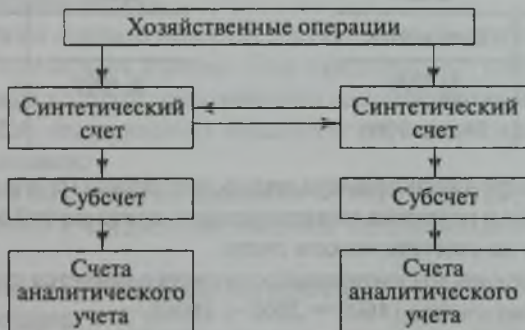 Хозяйственные операции
Синтетический
счет
Синтетический
счет
Субсчет
Субсчет
Счета
аналитического
учета
Счета
аналитического
учета